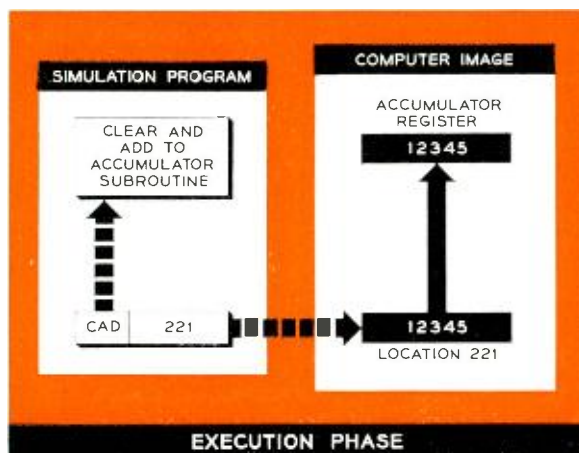 SIMULATION PROGRAM
CLEAR AND
ADD TO
ACCUMULATOR
SUBROUTINE
CAD 221
COMPUTER IMAGE
ACCUMULATOR
REGISTER
12345
12345
LOCATION 221
EXECUTION PHASE